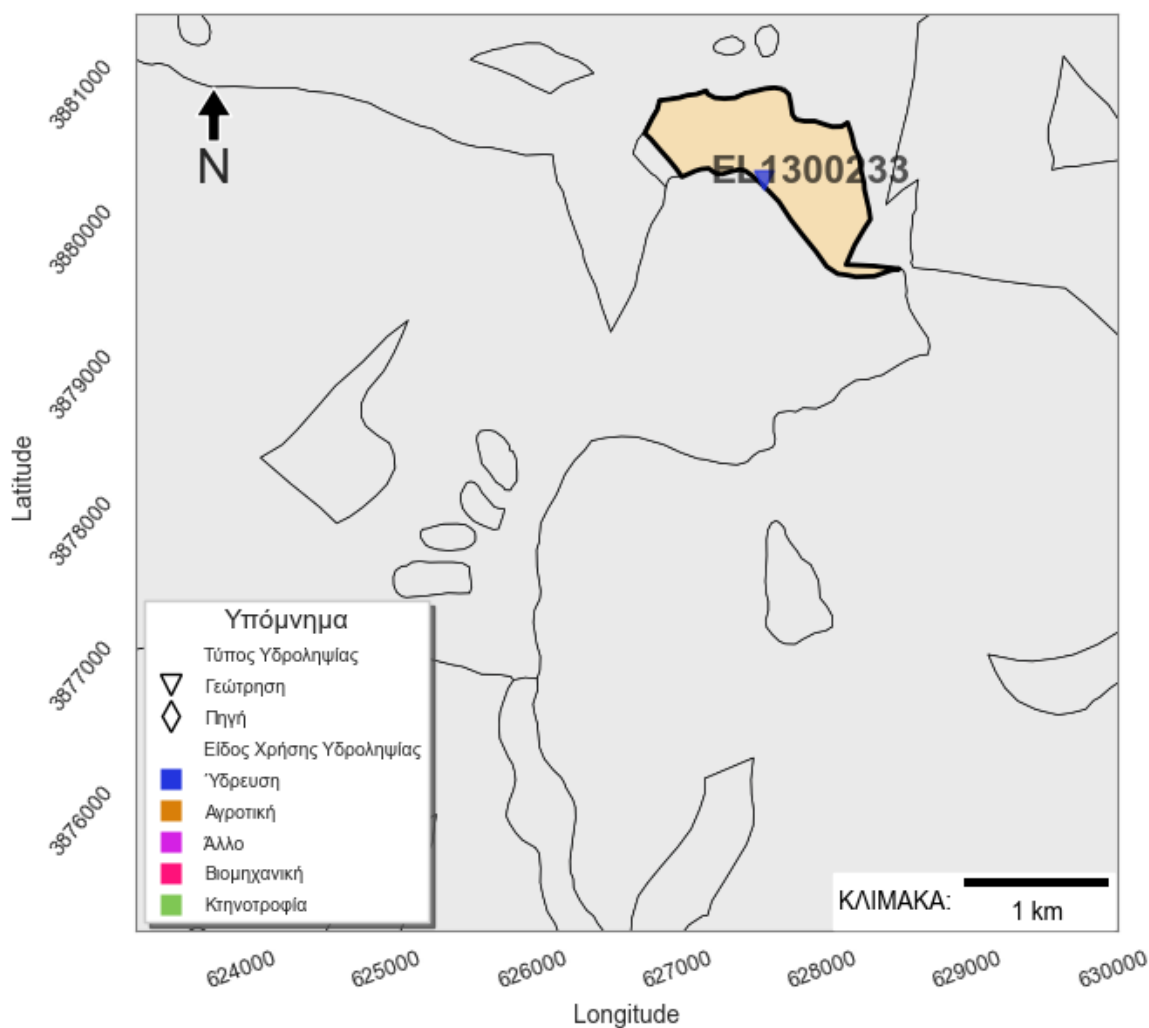 3881000
3880000
3879000
3878000
3877000
3876000
Latitude
N
EL1300233
Υπόμνημα
Τύπος Υδροληψίας
Γεώτρηση
Πηγή
Είδος Χρήσης Υδροληψίας
Ύδρευση
Αγροτική
Άλλο
Βιομηχανική
Κτηνοτροφία
ΚΛΙΜΑΚΑ:
1 km
624000
625000
626000
627000
628000
629000
630000
Longitude